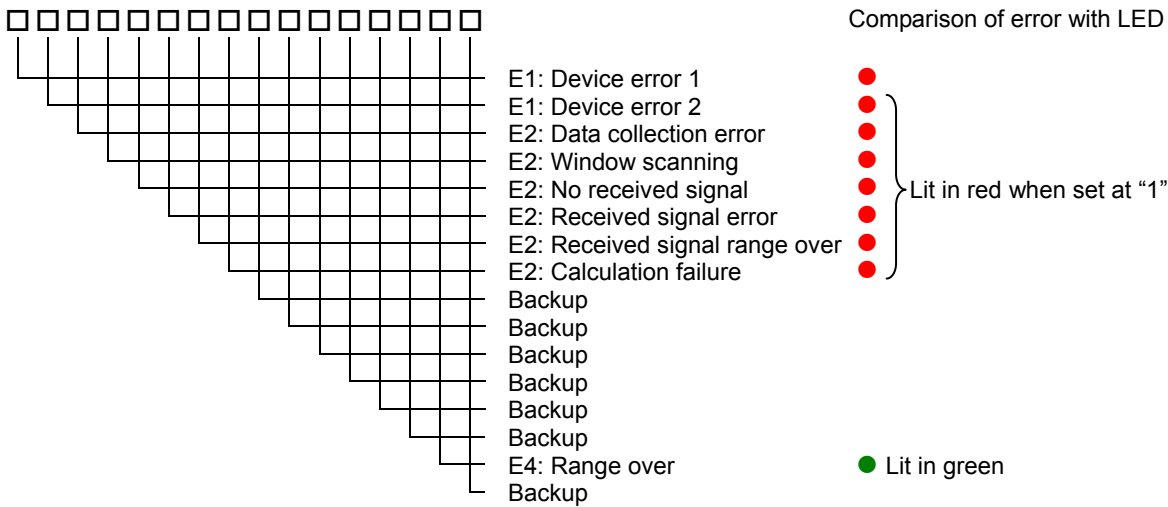 Comparison of error with LED
E1: Device error 1
E1: Device error 2
E2: Data collection error
E2: Window scanning
E2: No received signal
Lit in red when set at “1”
E2: Received signal error
E2: Received signal range over
E2: Calculation failure
Backup
Backup
Backup
Backup
Backup
Backup
E4: Range over
Lit in green
Backup